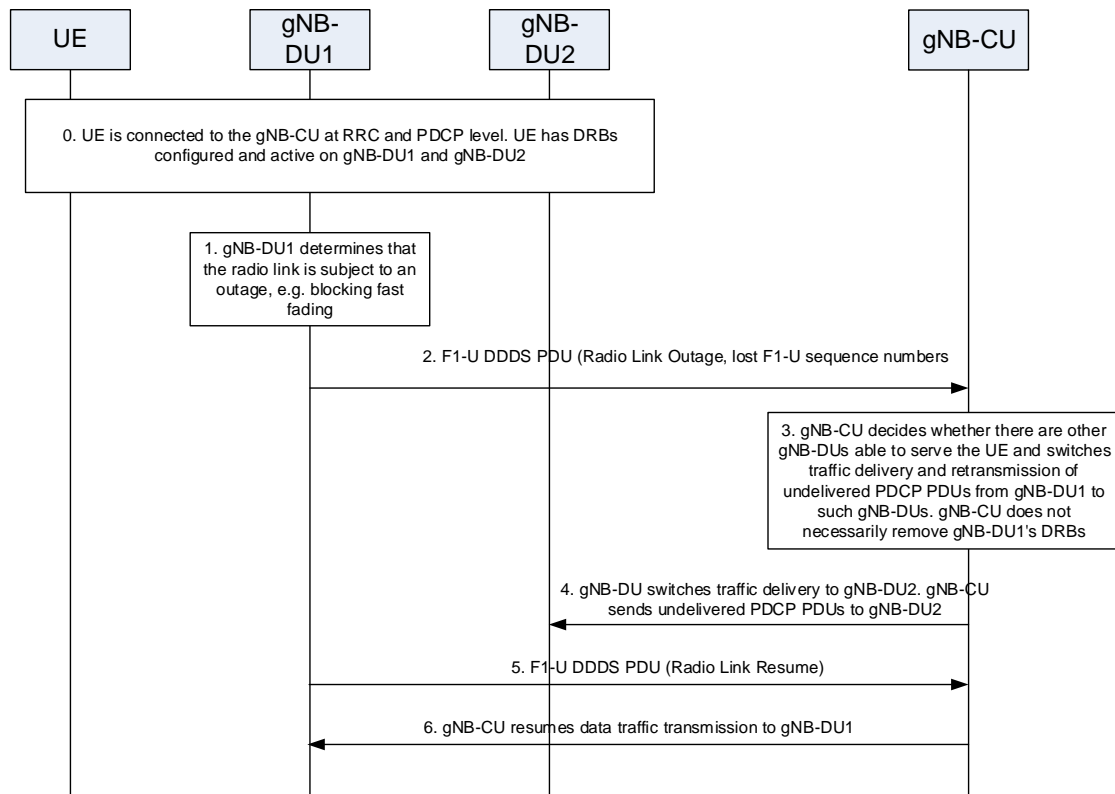 UE
gNB-
DU1
gNB-
DU2
gNB-CU
0. UE is connected to the gNB-CU at RRC and PDCP level. UE has DRBs
configured and active on gNB-DU1 and gNB-DU2
1. gNB-DU1 determines that
the radio link is subject to an
outage, e.g. blocking fast
fading
2. F1-U DDDS PDU (Radio Link Outage, lost F1-U sequence numbers
3. gNB-CU decides whether there are other
gNB-DUs able to serve the UE and switches
traffic delivery and retransmission of
undelivered PDCP PDUs from gNB-DU1 to
such gNB-DUs. gNB-CU does not
necessarily remove gNB-DU1's DRBs
4. gNB-DU switches traffic delivery to gNB-DU2. gNB-CU
sends undelivered PDCP PDUs to gNB-DU2
5. F1-U DDDS PDU (Radio Link Resume)
6. gNB-CU resumes data traffic transmission to gNB-DU1